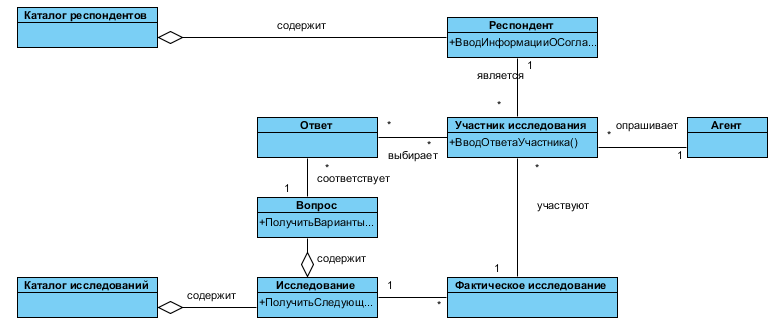 Каталог респондентов
содержит
Респондент
+ВводИнформацииОСогла...
1
является
*
Ответ
*
*
выбирает
Участник исследования
+ВводОтветаУчастника()
опрашивает
*
1
Агент
*
соответствует
1
*
участвуют
1
Вопрос
+ПолучитьВарианты...
содержит
Каталог исследований
содержит
Исследование
+ПолучитьСледующ...
1
*
Фактическое исследование